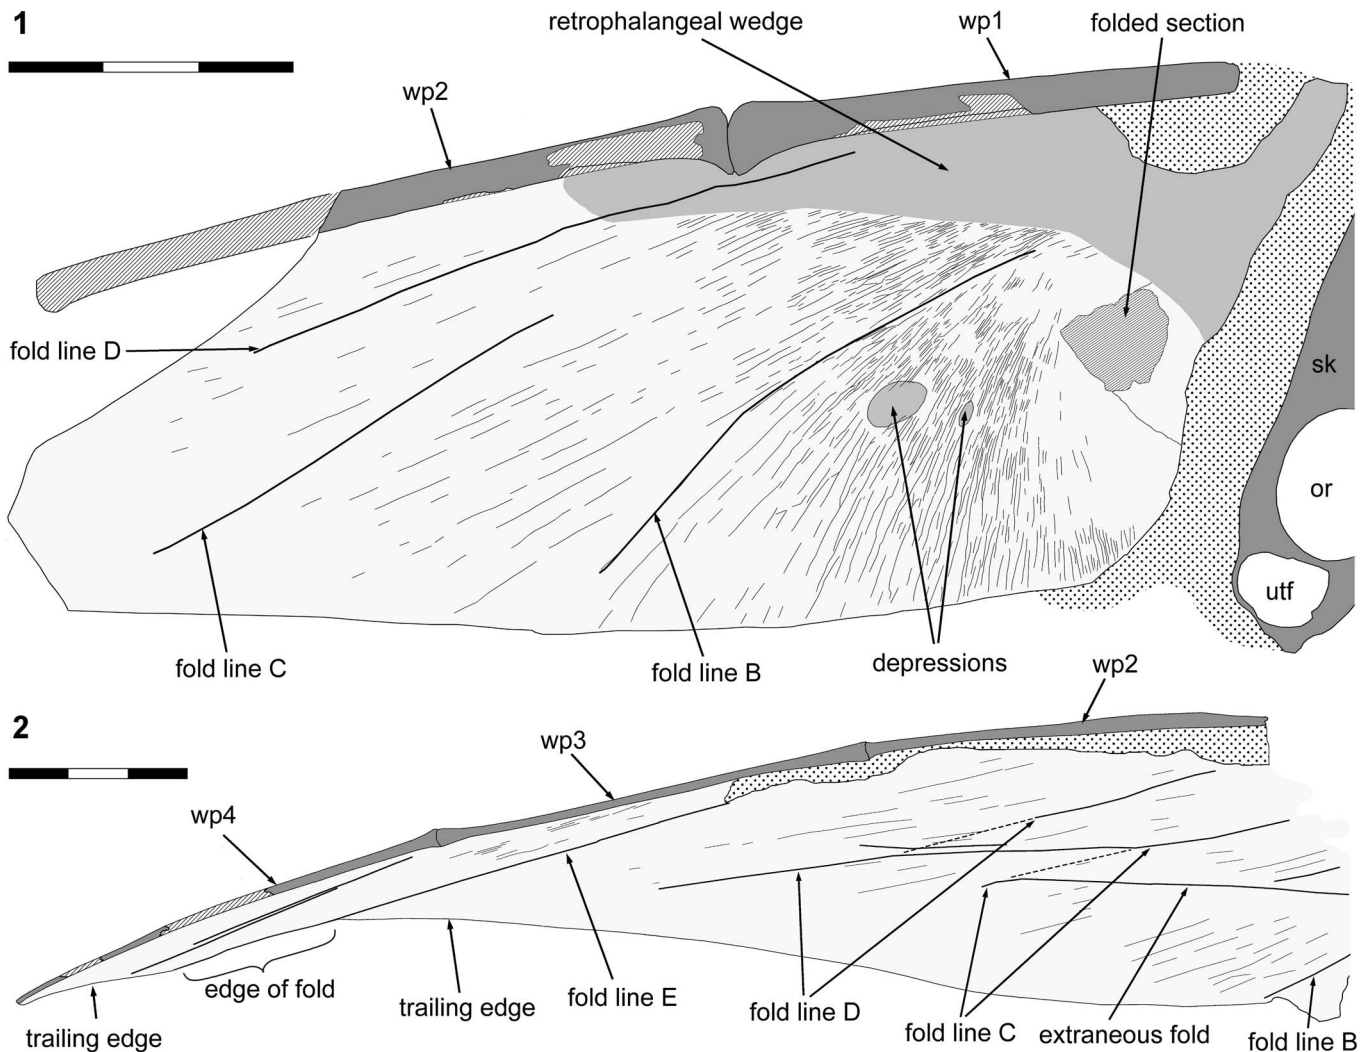 1
retrophalangeal wedge
wp1
folded section
wp2
fold line D
sk
or
utf
fold line C
fold line B
depressions
2
wp2
wp3
wp4
edge of fold
trailing edge
trailing edge
fold line E
fold line D
fold line C
extraneous fold
fold line B